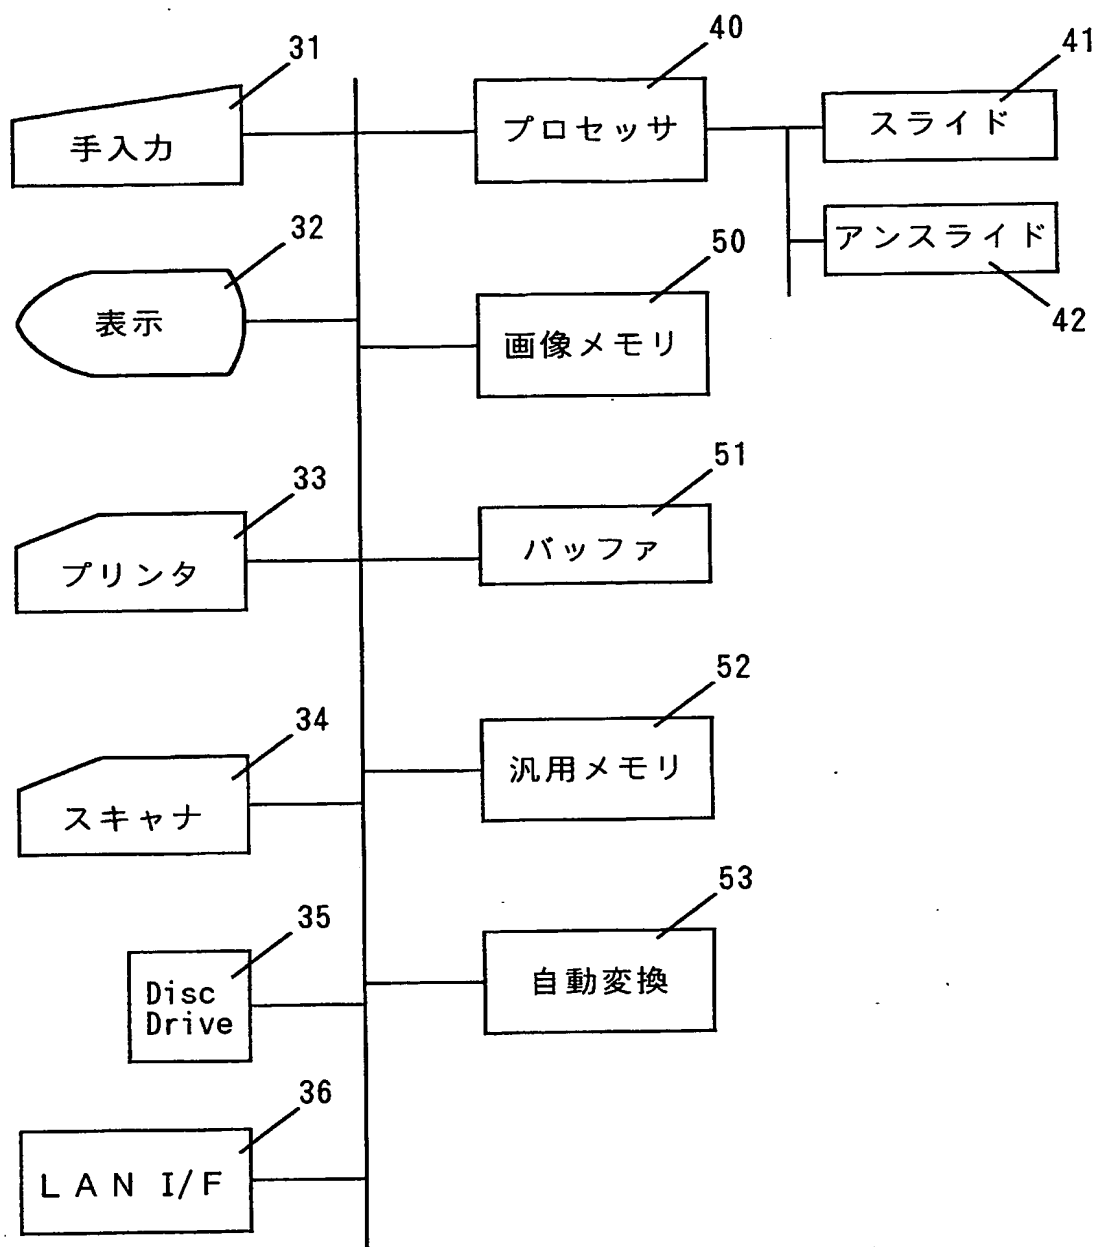 31
手入力
40
プロセッサ
41
スライド
アンスライド
42
32
表示
50
画像メモリ
33
プリンタ
51
バッファ
34
スキャナ
52
汎用メモリ
35
Disc
Drive
53
自動変換
36
LAN I/F